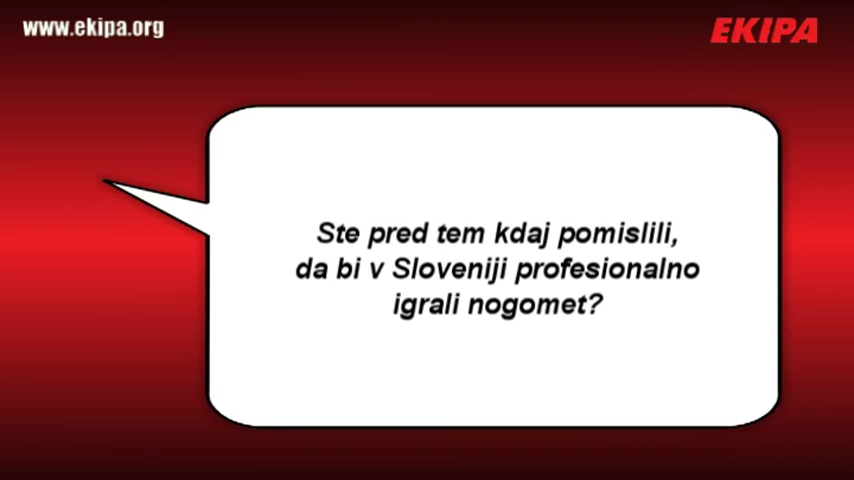 www.ekipa.org
EKIPA
Ste pred tem kdaj pomislili,
da bi v Sloveniji profesionalno
igrali nogomet?